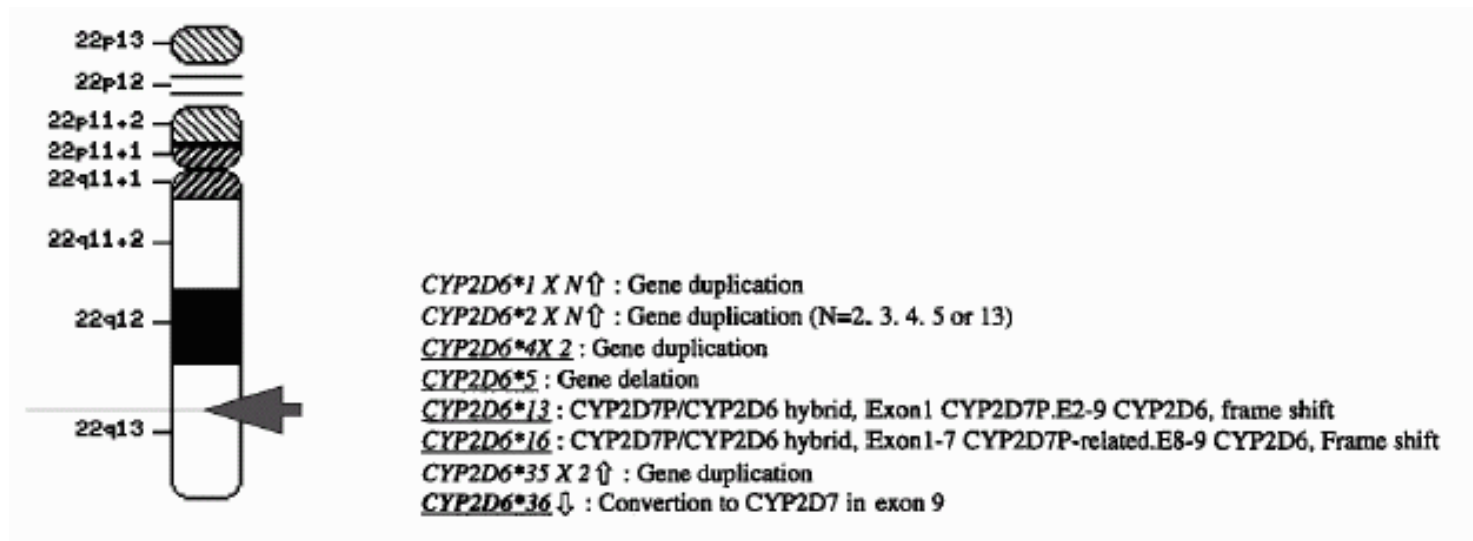 22p13
22p12
22p11.2
22p11.1
22q11.1
22q11.2
22q12
22q13
CYP2D6*1 X N⇧ : Gene duplication
CYP2D6*2 X N⇧ : Gene duplication (N=2. 3. 4. 5 or 13)
CYP2D6*4X 2 : Gene duplication
CYP2D6*5 : Gene delation
CYP2D6*13 : CYP2D7P/CYP2D6 hybrid, Exon1 CYP2D7P.E2-9 CYP2D6, frame shift
CYP2D6*16 : CYP2D7P/CYP2D6 hybrid, Exon1-7 CYP2D7P-related.E8-9 CYP2D6, Frame shift
CYP2D6*35 X 2⇧ : Gene duplication
CYP2D6*36⇩ : Convertion to CYP2D7 in exon 9